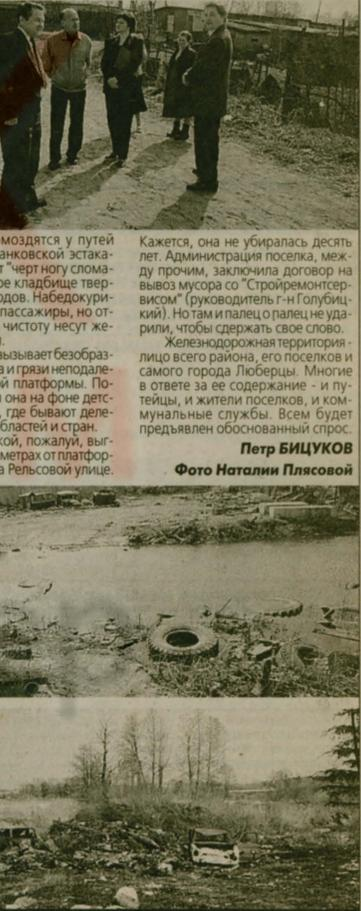 моздятся у путей
анковской эстака-
т "черт ногу слома-
ое кладбище твер-
одов. Набедокури-
пассажиры, но от-
чистоту несут же-
вызывает безобраз-
и грязи неподале-
й платформы. По-
и она на фоне детс-
, где бывают деле-
бластей и стран.
кой, пожалуй, выг-
метрах от платфор-
а Рельсовой улице.
Кажется, она не убиралась десять
лет. Администрация поселка, меж-
ду прочим, заключила договор на
вывоз мусора со "Стройремонтсер-
висом" (руководитель г-н Голубиц-
кий). Но там и палец о палец не уда-
рили, чтобы сдержать свое слово.
Железнодорожная территория -
лицо всего района, его поселков и
самого города Люберцы. Многие
в ответе за ее содержание - и пу-
тейцы, и жители поселков, и ком-
мунальные службы. Всем будет
предъявлен обоснованный спрос.
Петр БИЦУКОВ
Фото Наталии Плясовой